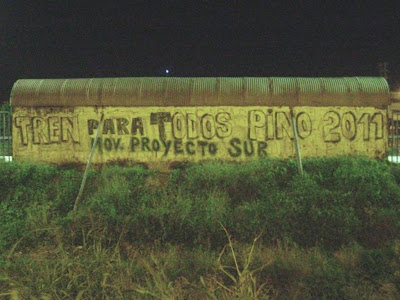 TREN PARA TODOS PINO 2011
MOV. PROYECTO SUR